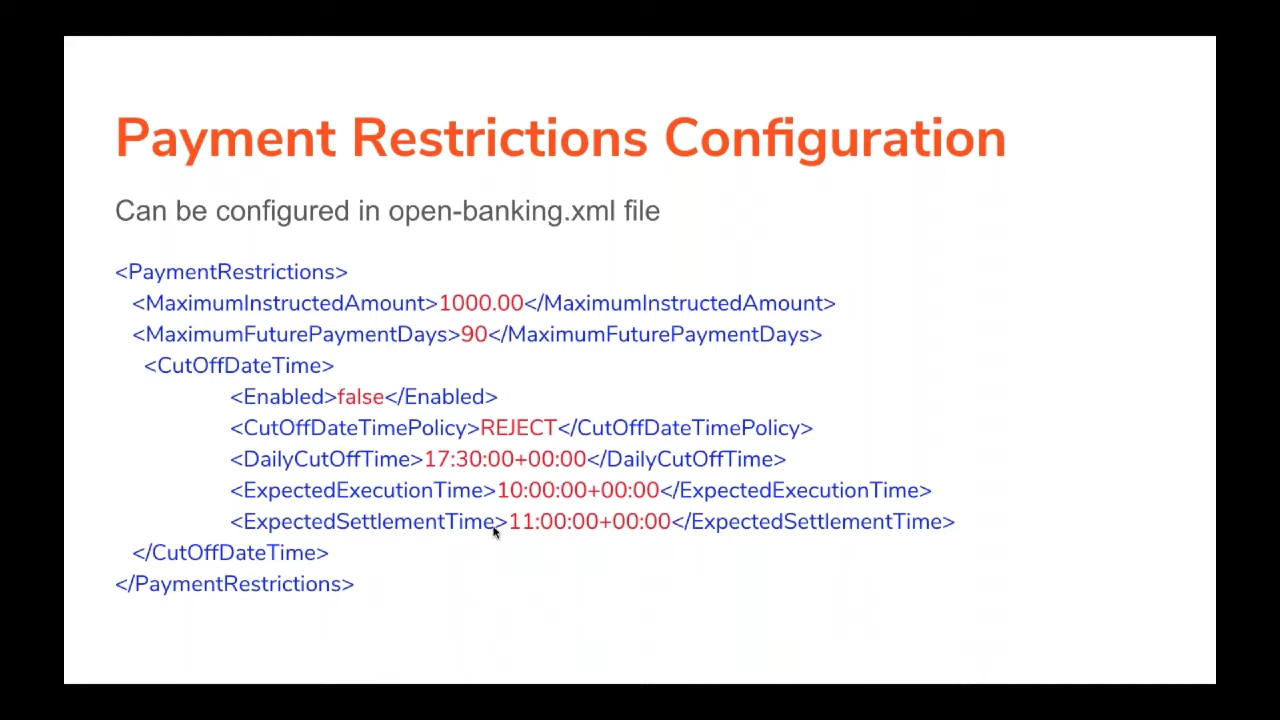 Payment Restrictions Configuration
Can be configured in open-banking.xml file
<PaymentRestrictions>
<MaximumInstructedAmount>1000.00</MaximumInstructedAmount>
<MaximumFuturePaymentDays>90</MaximumFuturePaymentDays>
<CutOffDateTime>
<Enabled>false</Enabled>
<CutOffDateTimePolicy>REJECT</CutOffDateTimePolicy>
<DailyCutOffTime>17:30:00+00:00</DailyCutOffTime>
<ExpectedExecutionTime>10:00:00+00:00</ExpectedExecutionTime>
<ExpectedSettlementTime>11:00:00+00:00</ExpectedSettlementTime>
</CutOffDateTime>
</PaymentRestrictions>